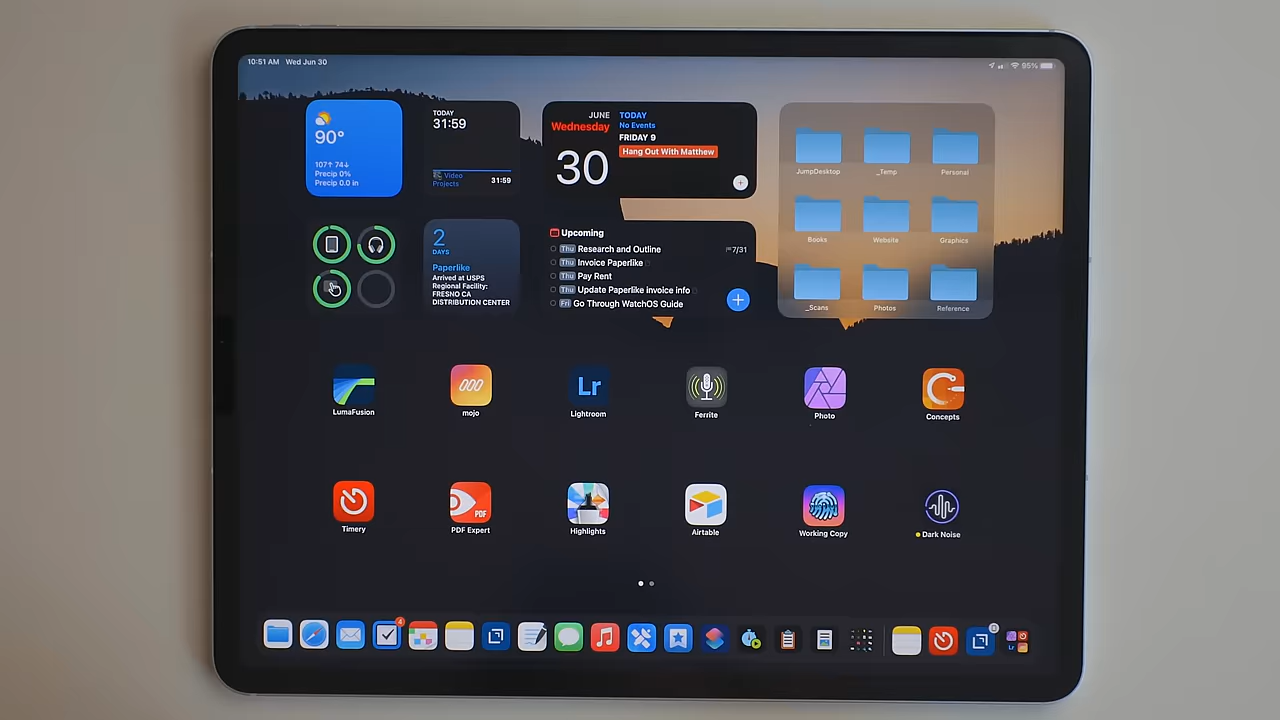 10:51 AM Wed Jun 30
95%
90°
107↑ 74↓
Precip 0%
Precip 0.0 in
TODAY
31:59
Video
Projects
31:59
JUNE
Wednesday
30
TODAY
No Events
FRIDAY 9
Hang Out With Matthew
JumpDesktop
_Temp
Personal
Books
Website
Graphics
_Scans
Photos
Reference
2
DAYS
Paperlike
Arrived at USPS
Regional Facility:
FRESNO CA
DISTRIBUTION CENTER
Upcoming
Thu Research and Outline
7/31
Thu Invoice Paperlike
Thu Pay Rent
Thu Update Paperlike invoice info
Fri Go Through WatchOS Guide
LumaFusion
mojo
Lr
Lightroom
Ferrite
Photo
Concepts
Timery
PDF
PDF Expert
Highlights
Airtable
Working Copy
Dark Noise
4
0
Lr